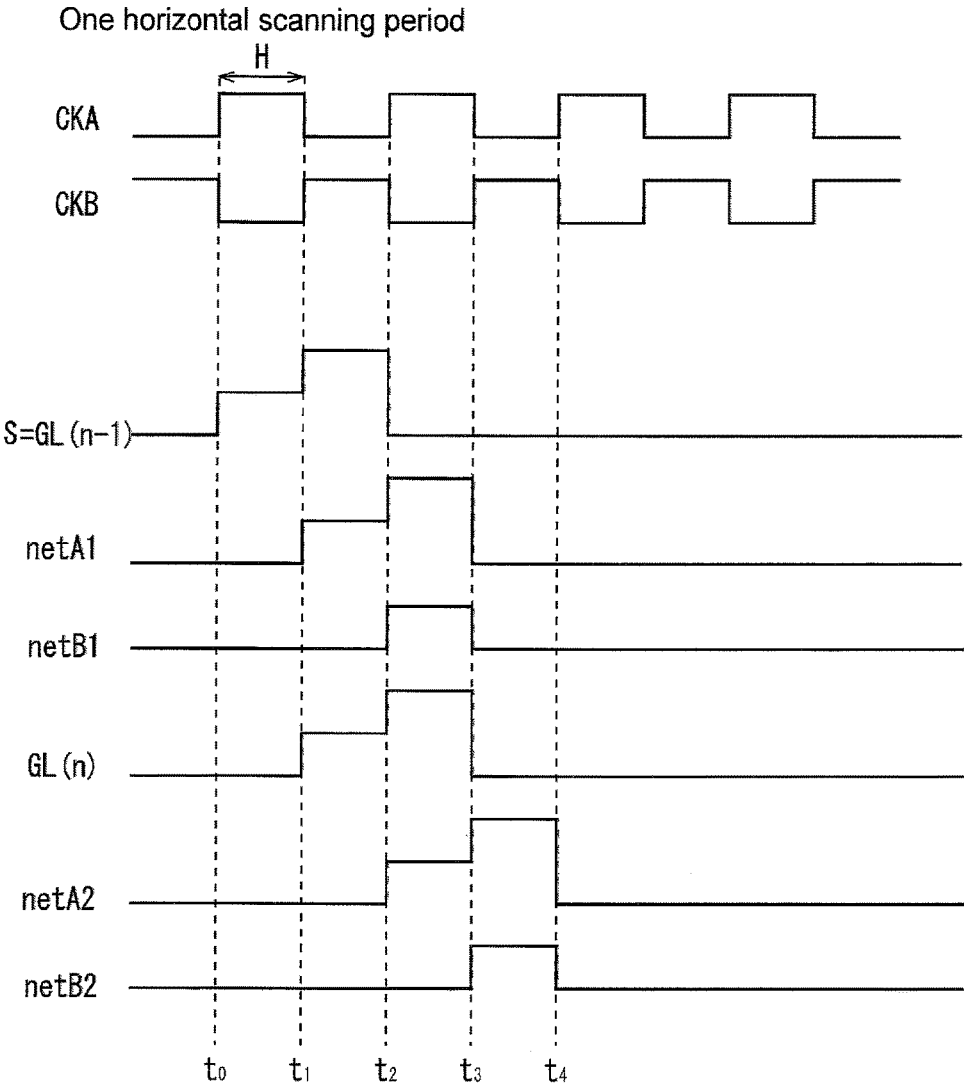 One horizontal scanning period
H
CKA
CKB
S=GL(n-1)
netA1
netB1
GL(n)
netA2
netB2
t0 t1 t2 t3 t4